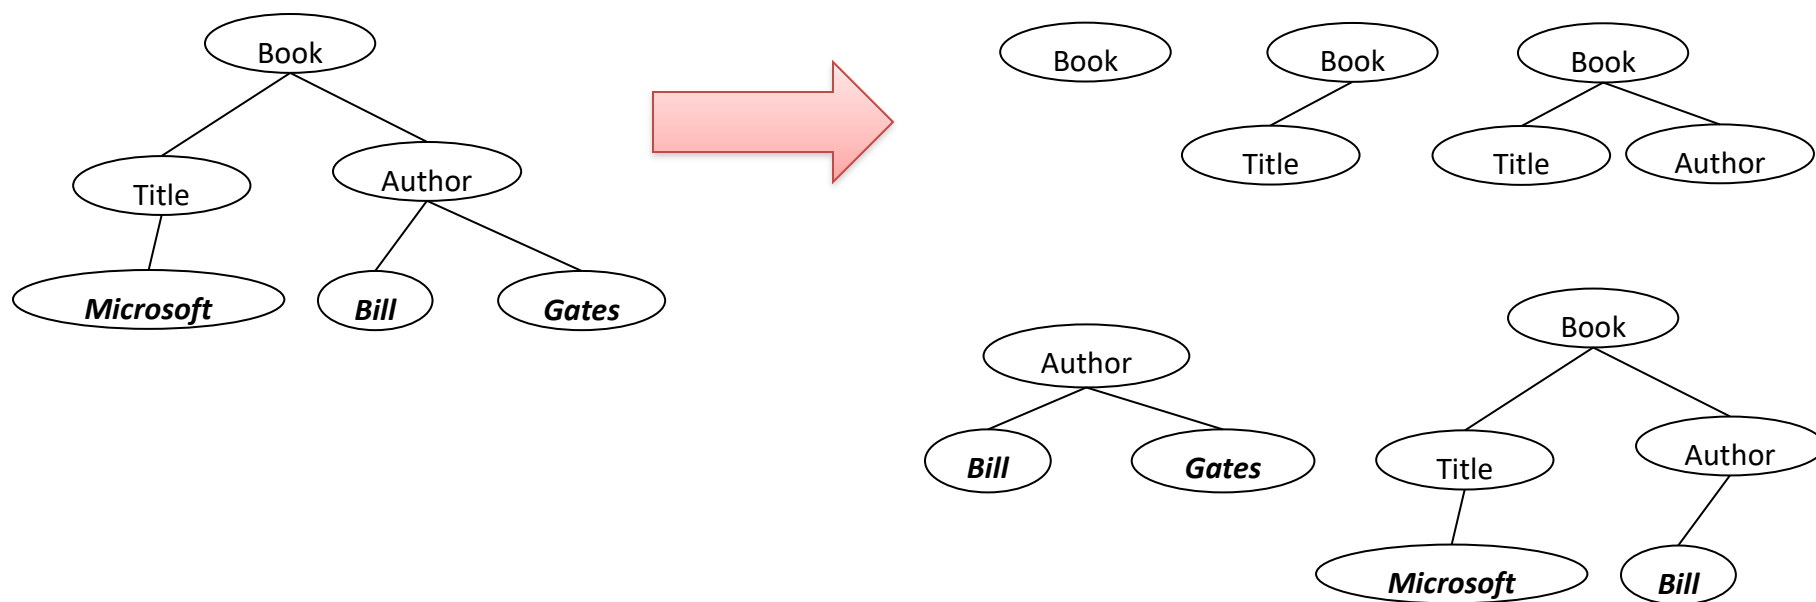 Book
Title
Author
Microsoft
Bill
Gates
Book
Book
Title
Book
Title
Author
Author
Bill
Gates
Book
Title
Author
Microsoft
Bill